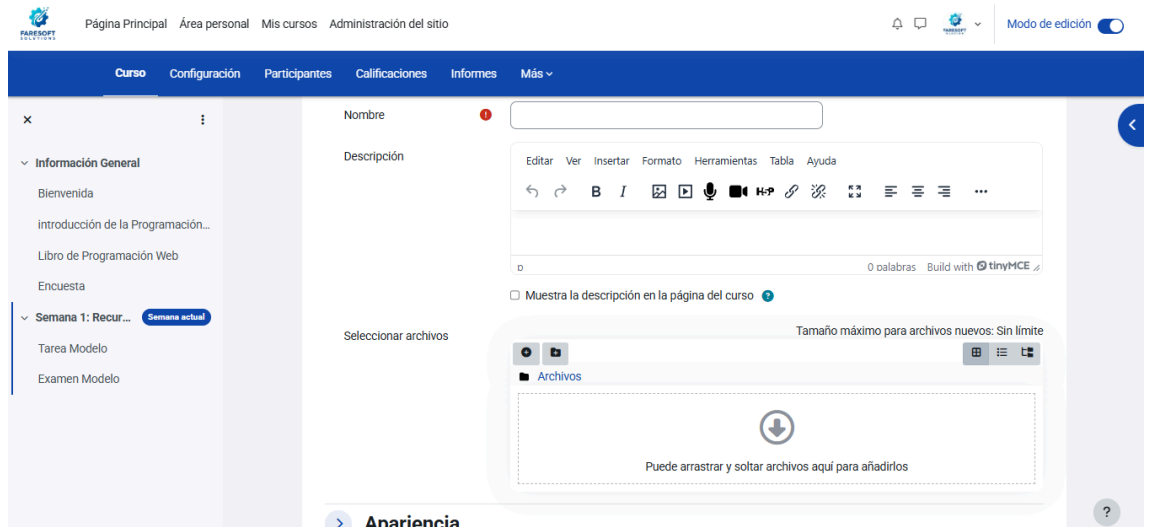 FARESOFT
SOLUTIONS
Página Principal Área personal Mis cursos Administración del sitio
Modo de edición
Curso Configuración Participantes Calificaciones Informes Más
Información General
Bienvenida
introducción de la Programación...
Libro de Programación Web
Encuesta
Semana 1: Recur... Semana actual
Tarea Modelo
Examen Modelo
Nombre
Descripción
Editar Ver Insertar Formato Herramientas Tabla Ayuda
B I H5P
p 0 palabras Build with tinyMCE
Muestra la descripción en la página del curso
Seleccionar archivos
Tamaño máximo para archivos nuevos: Sin límite
Archivos
Puede arrastrar y soltar archivos aquí para añadirlos
Apariencia
?